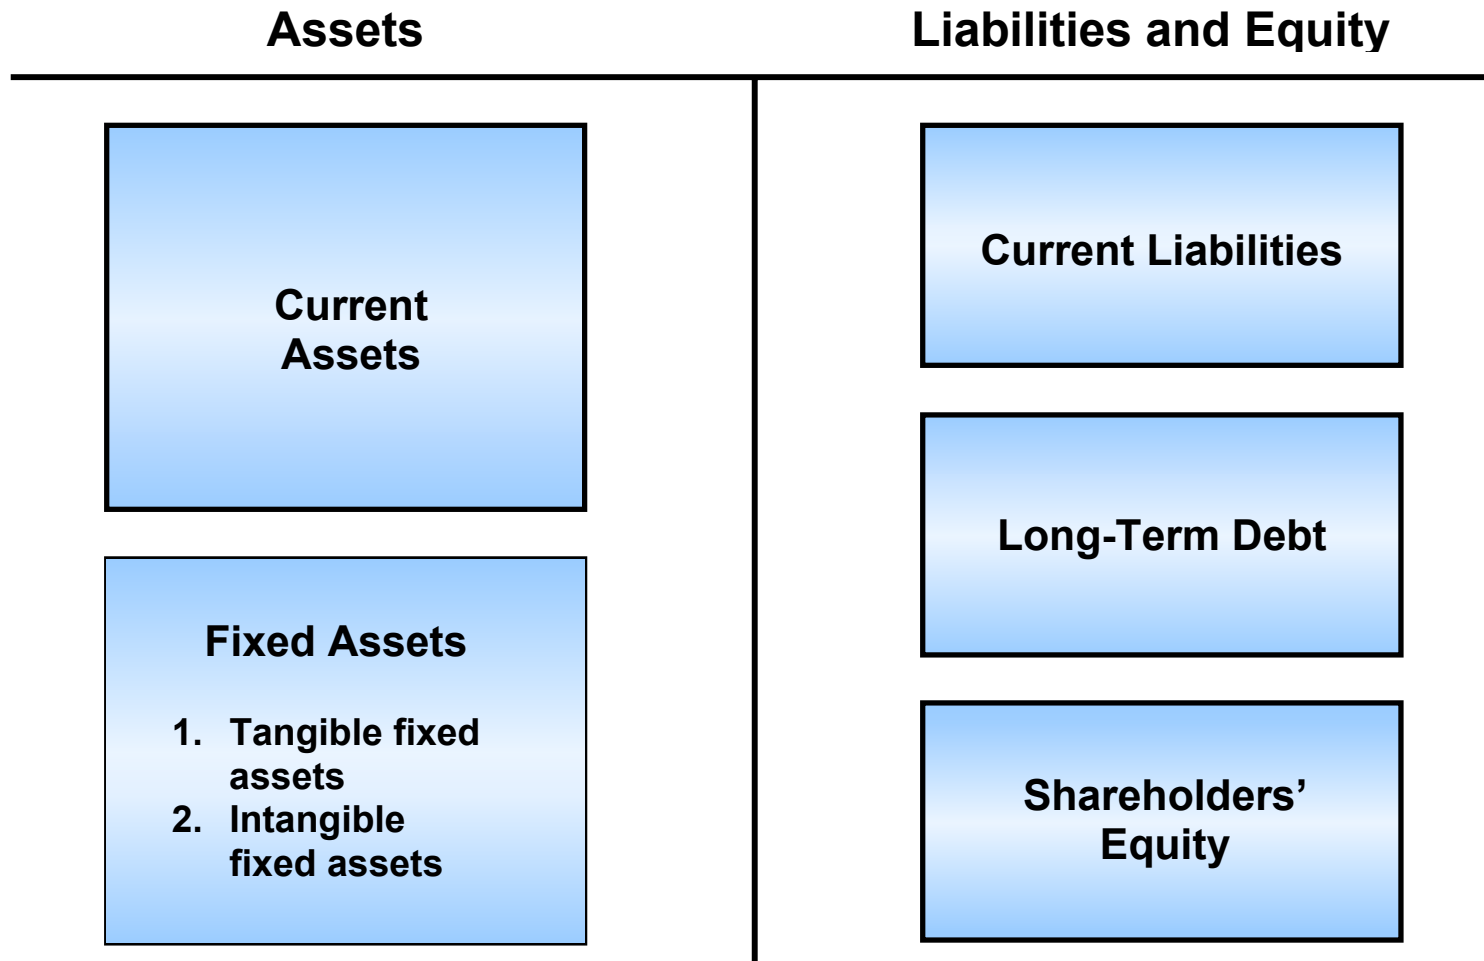 Assets
Liabilities and Equity
Current
Assets
Fixed Assets
1. Tangible fixed
assets
2. Intangible
fixed assets
Current Liabilities
Long-Term Debt
Shareholders’
Equity